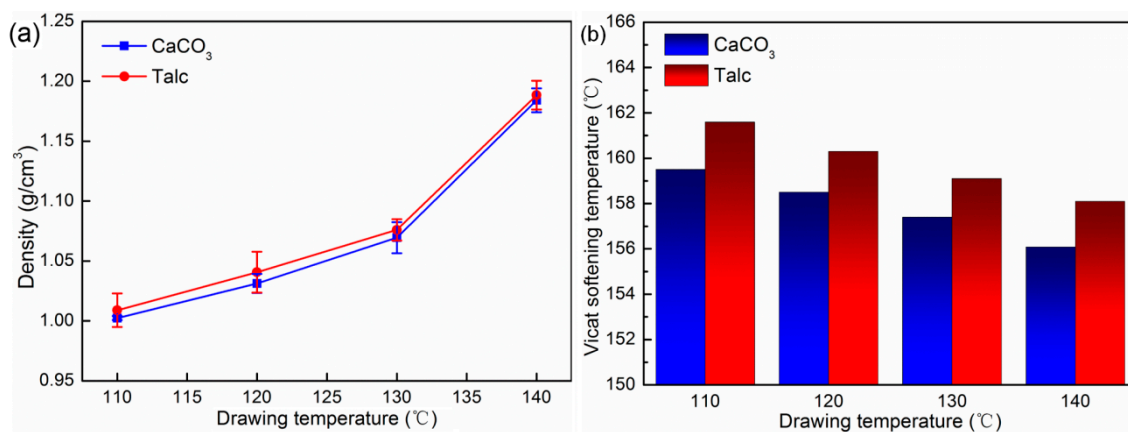 (a)
CaCO3
Talc
1.25
1.20
1.15
1.10
1.05
1.00
0.95
Density (g/cm3)
110 115 120 125 130 135 140
Drawing temperature (℃)
(b)
CaCO3
Talc
166
164
162
160
158
156
154
152
150
Vicat softening temperature (℃)
110 120 130 140
Drawing temperature (℃)